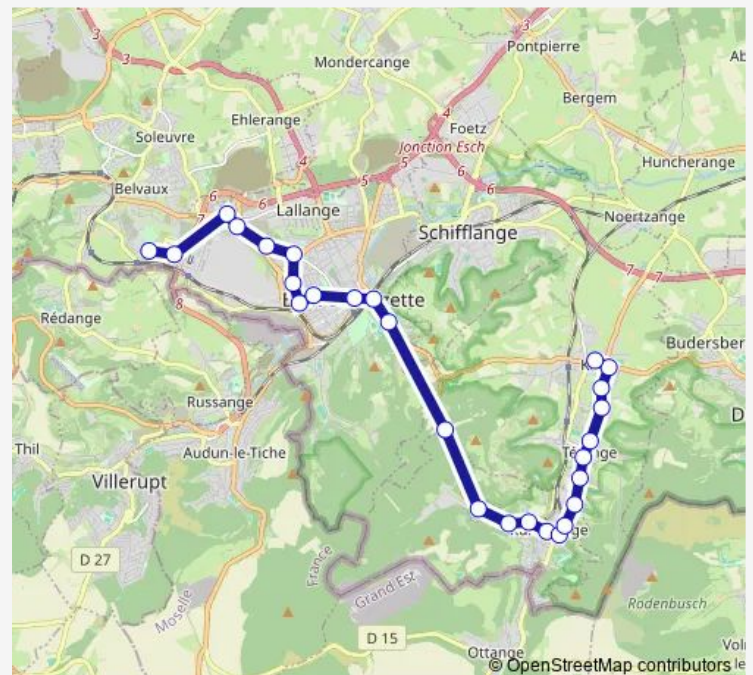 3
3
4
Pontpierre
Mondercange
Bergem
Ehlerange
Soleuvre
Foetz
4
Jonction Esch
4
5
Huncherange
Belvaux
6
6
5
6
6
7
Lallange
Noertzange
Schifflange
7
7
8
Rédange
Russange
Audun-le-Tiche
Thil
Villerupt
D 27
France
Moselle
Grand Est
D 15
Rodenbusch
Ottange
© OpenStreetMap contributors